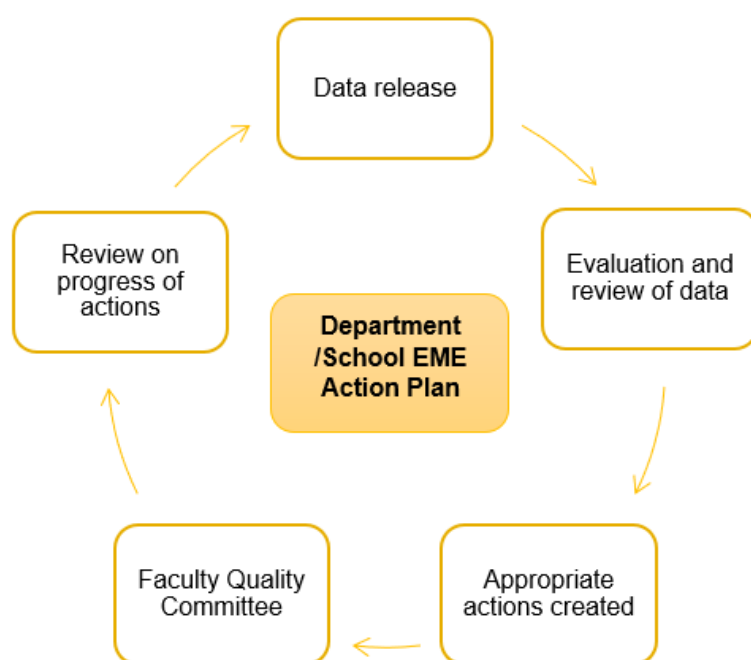 Data release
Evaluation and
review of data
Appropriate
actions created
Faculty Quality
Committee
Review on
progress of
actions
Department
/School EME
Action Plan